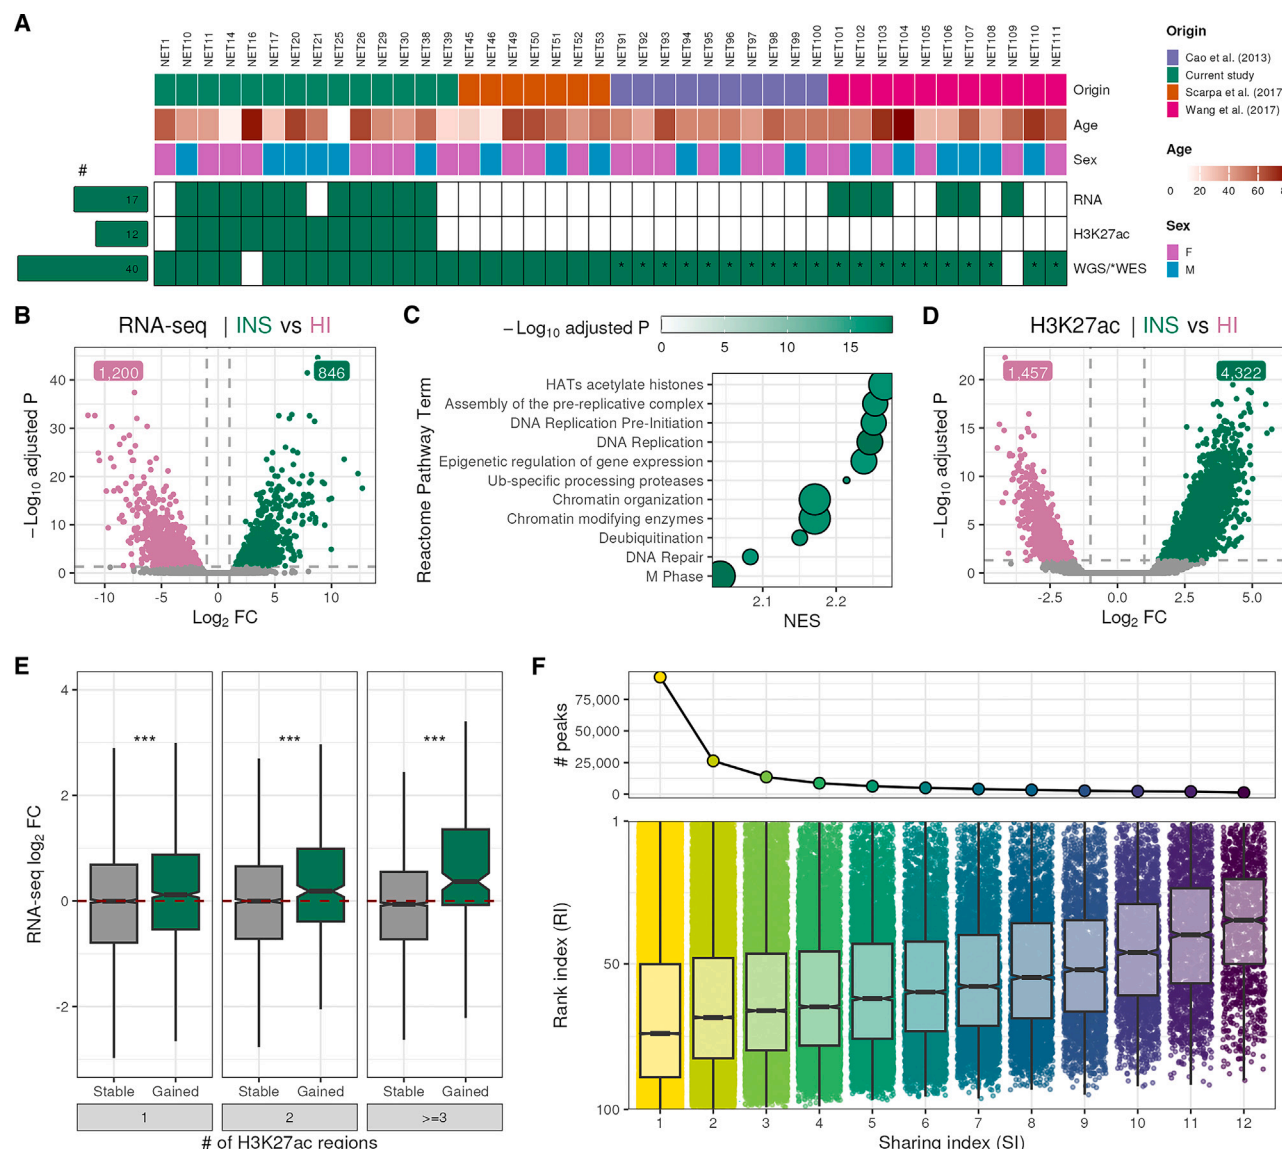 A
NET1 NET10 NET11 NET14 NET16 NET17 NET20 NET21 NET25 NET26 NET29 NET30 NET38 NET39 NET45 NET46 NET49 NET50 NET51 NET52 NET53 NET91 NET92 NET93 NET94 NET95 NET96 NET97 NET98 NET99 NET100 NET101 NET102 NET103 NET104 NET105 NET106 NET107 NET108 NET109 NET110 NET111
Origin
Age
Sex
#
17
RNA
12
H3K27ac
40
* * * * * * * * * * * * * * * * * * * *
WGS/*WES
Origin
Cao et al. (2013)
Current study
Scarpa et al. (2017
Wang et al. (2017)
Age
0 20 40 60 8
Sex
F
M
B
RNA-seq | INS vs HI
1,200
846
40
30
20
10
0
−Log10 adjusted P
-10 -5 0 5 10
Log2 FC
C
−Log10 adjusted P
0 5 10 15
Reactome Pathway Term
HATs acetylate histones
Assembly of the pre-replicative complex
DNA Replication Pre-Initiation
DNA Replication
Epigenetic regulation of gene expression
Ub-specific processing proteases
Chromatin organization
Chromatin modifying enzymes
Deubiquitination
DNA Repair
M Phase
2.1 2.2
NES
D
H3K27ac | INS vs HI
1,457
4,322
20
15
10
5
0
−Log10 adjusted P
-2.5 0.0 2.5 5.0
Log2 FC
E
4
2
0
-2
RNA-seq log2 FC
*** *** ***
Stable Gained Stable Gained Stable Gained
1 2 >=3
# of H3K27ac regions
F
# peaks
75,000
50,000
25,000
0
Rank index (RI)
1
50
100
1 2 3 4 5 6 7 8 9 10 11 12
Sharing index (SI)